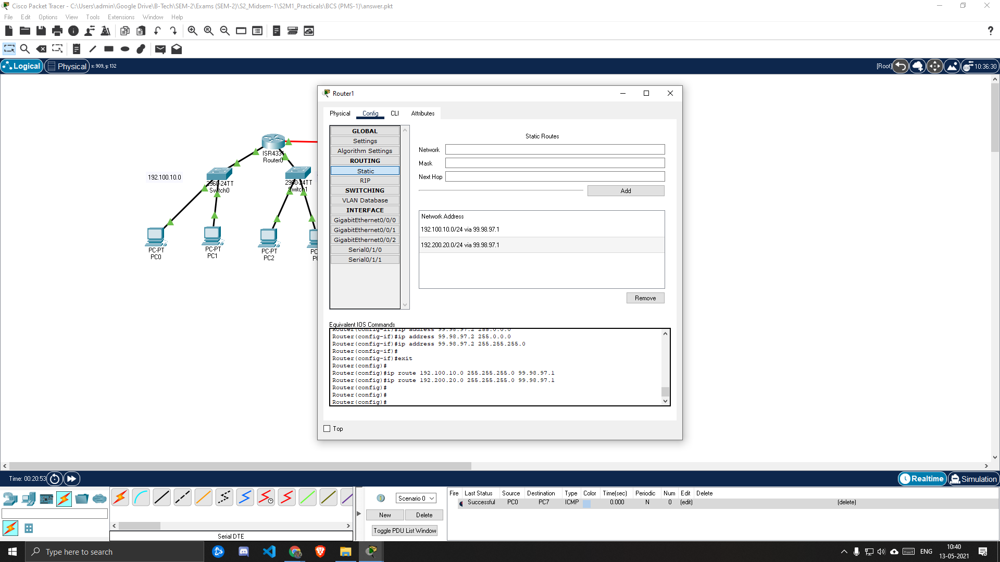 Cisco Packet Tracer - C:\Users\admin\Google Drive\B-Tech\SEM-2\Exams (SEM-2)\S2_Midsem-1\S2M1_Practicals\BCS (PMS-1)\answer.pkt
File Edit Options View Tools Extensions Window Help
Logical Physical x: 909, y: 132 [Root] 10:36:30
Router1
Physical Config CLI Attributes
GLOBAL
Settings
Algorithm Settings
ROUTING
Static
RIP
SWITCHING
VLAN Database
INTERFACE
GigabitEthernet0/0/0
GigabitEthernet0/0/1
GigabitEthernet0/0/2
Serial0/1/0
Serial0/1/1
Static Routes
Network
Mask
Next Hop
Add
Network Address
192.100.10.0/24 via 99.98.97.1
192.200.20.0/24 via 99.98.97.1
Remove
Equivalent IOS Commands
Router(config-if)#ip address 99.98.97.2 255.0.0.0
Router(config-if)#ip address 99.98.97.2 255.0.0.0
Router(config-if)#ip address 99.98.97.2 255.255.255.0
Router(config-if)#
Router(config-if)#exit
Router(config)#
Router(config)#ip route 192.100.10.0 255.255.255.0 99.98.97.1
Router(config)#ip route 192.200.20.0 255.255.255.0 99.98.97.1
Router(config)#
Router(config)#
Router(config)#
Top
ISR4331
Router0
192.100.10.0
2960-24TT
Switch0
2960-24TT
Switch1
PC-PT
PC0
PC-PT
PC1
PC-PT
PC2
Time: 00:20:53 Realtime Simulation
Serial DTE
Scenario 0
New Delete
Toggle PDU List Window
Fire Last Status Source Destination Type Color Time(sec) Periodic Num Edit Delete
Successful PC0 PC7 ICMP 0.000 N 0 (edit) (delete)
Type here to search
ENG
10:40
13-05-2021